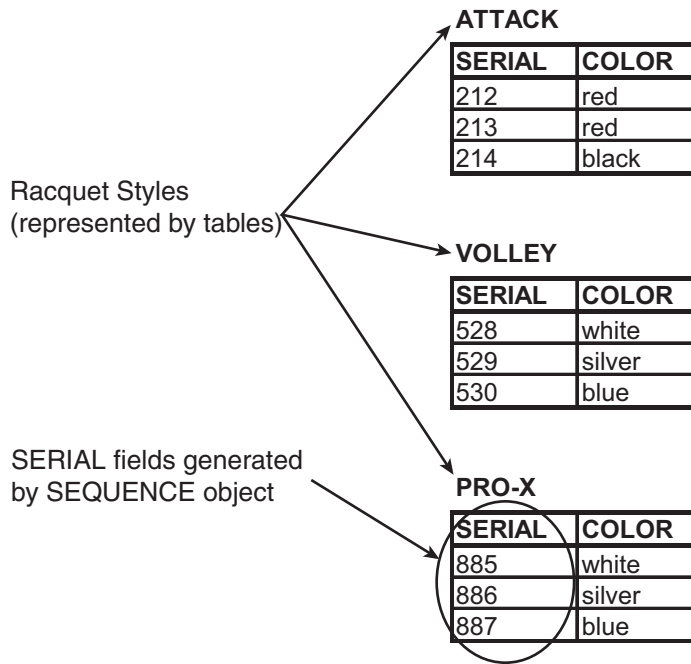 ATTACK
SERIAL COLOR
212 red
213 red
214 black
Racquet Styles
(represented by tables)
VOLLEY
SERIAL COLOR
528 white
529 silver
530 blue
SERIAL fields generated
by SEQUENCE object
PRO-X
SERIAL COLOR
885 white
886 silver
887 blue